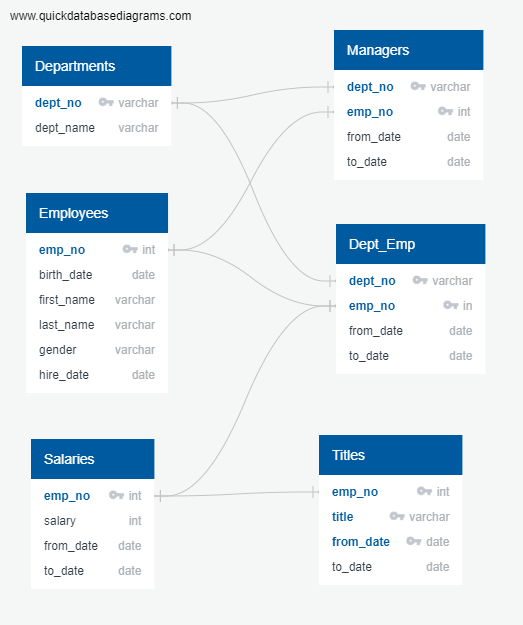 www.quickdatabasediagrams.com
Departments
dept_no varchar
dept_name varchar
Managers
dept_no varchar
emp_no int
from_date date
to_date date
Employees
emp_no int
birth_date date
first_name varchar
last_name varchar
gender varchar
hire_date date
Dept_Emp
dept_no varchar
emp_no in
from_date date
to_date date
Salaries
emp_no int
salary int
from_date date
to_date date
Titles
emp_no int
title varchar
from_date date
to_date date